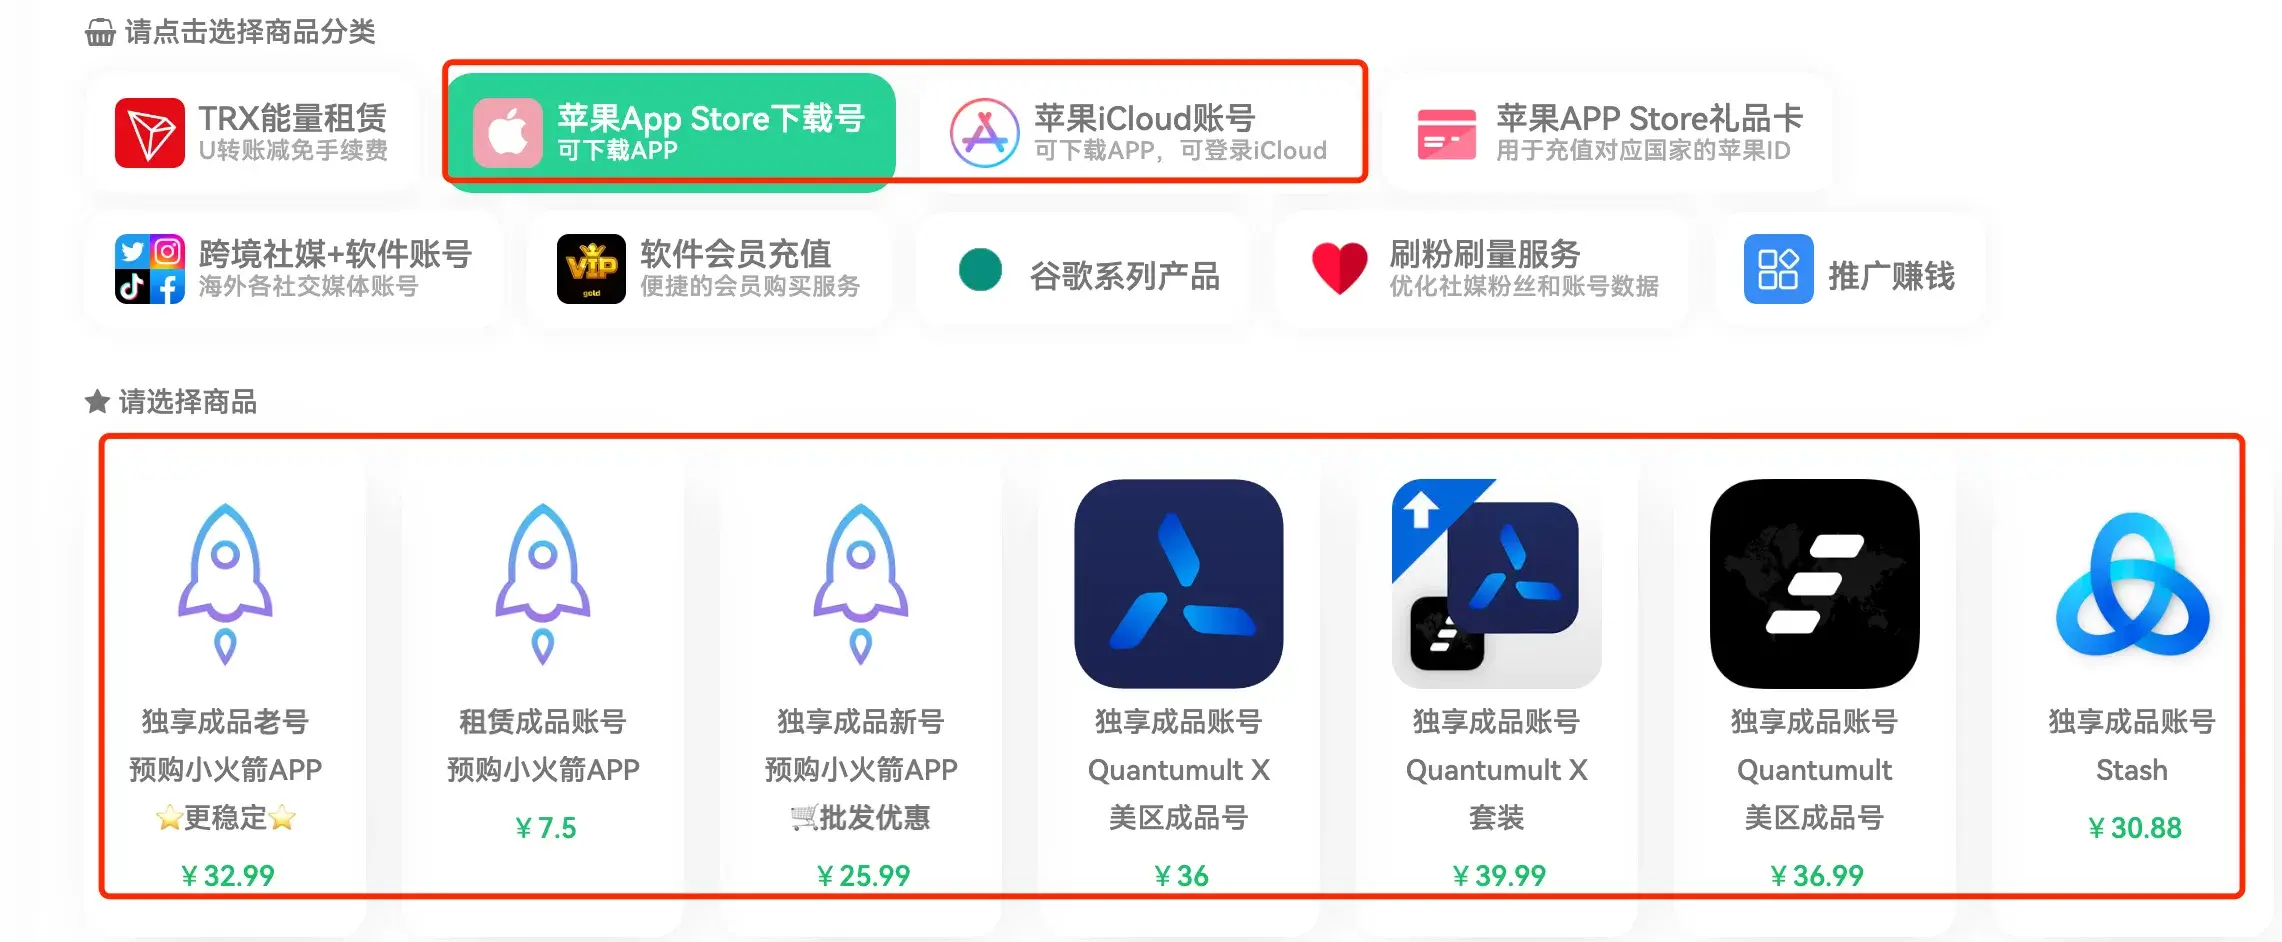 请点击选择商品分类
TRX能量租赁
U转账减免手续费
苹果App Store下载号
可下载APP
苹果iCloud账号
可下载APP，可登录iCloud
苹果APP Store礼品卡
用于充值对应国家的苹果ID
跨境社媒+软件账号
海外各社交媒体账号
VIP
gold
软件会员充值
便捷的会员购买服务
谷歌系列产品
刷粉刷量服务
优化社媒粉丝和账号数据
推广赚钱
请选择商品
独享成品老号
预购小火箭APP
⭐更稳定⭐
￥32.99
租赁成品账号
预购小火箭APP
￥7.5
独享成品新号
预购小火箭APP
🛒批发优惠
￥25.99
独享成品账号
Quantumult X
美区成品号
￥36
独享成品账号
Quantumult X
套装
￥39.99
独享成品账号
Quantumult
美区成品号
￥36.99
独享成品账号
Stash
￥30.88